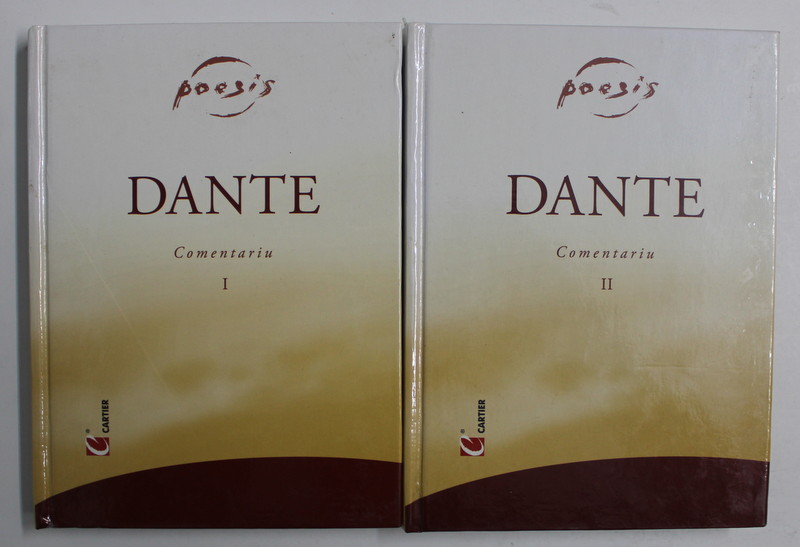 poesis
DANTE
Comentariu
I
CARTIER
®
poesis
DANTE
Comentariu
II
CARTIER
®